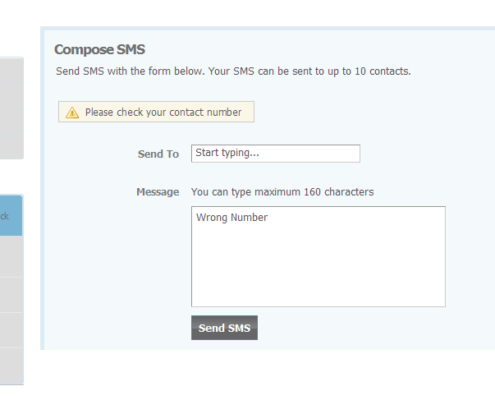 Compose SMS
Send SMS with the form below. Your SMS can be sent to up to 10 contacts.
Please check your contact number
Send To Start typing...
Message You can type maximum 160 characters
Wrong Number
ck
Send SMS